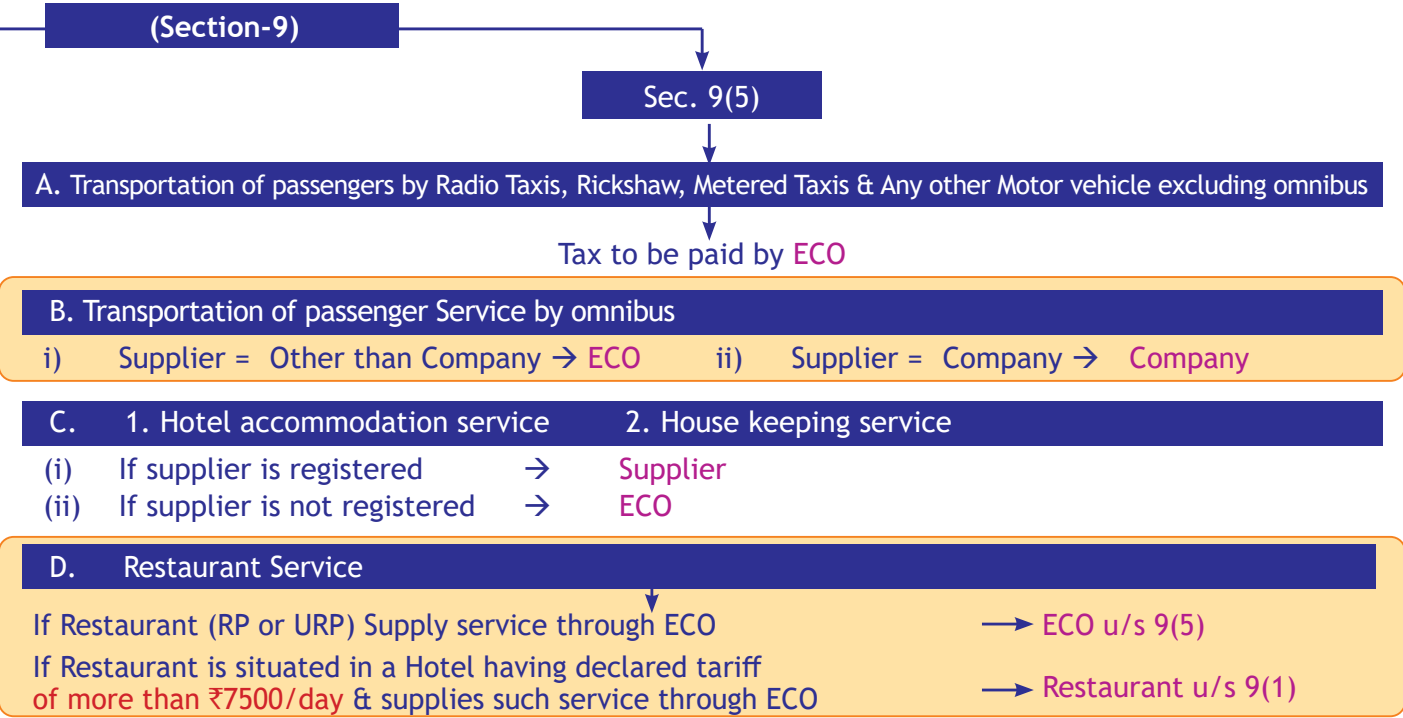 (Section-9)
Sec. 9(5)
A. Transportation of passengers by Radio Taxis, Rickshaw, Metered Taxis & Any other Motor vehicle excluding omnibus
Tax to be paid by ECO
B. Transportation of passenger Service by omnibus
i) Supplier = Other than Company → ECO ii) Supplier = Company → Company
C. 1. Hotel accommodation service 2. House keeping service
(i) If supplier is registered → Supplier
(ii) If supplier is not registered → ECO
D. Restaurant Service
If Restaurant (RP or URP) Supply service through ECO → ECO u/s 9(5)
If Restaurant is situated in a Hotel having declared tariff
of more than ₹7500/day & supplies such service through ECO → Restaurant u/s 9(1)